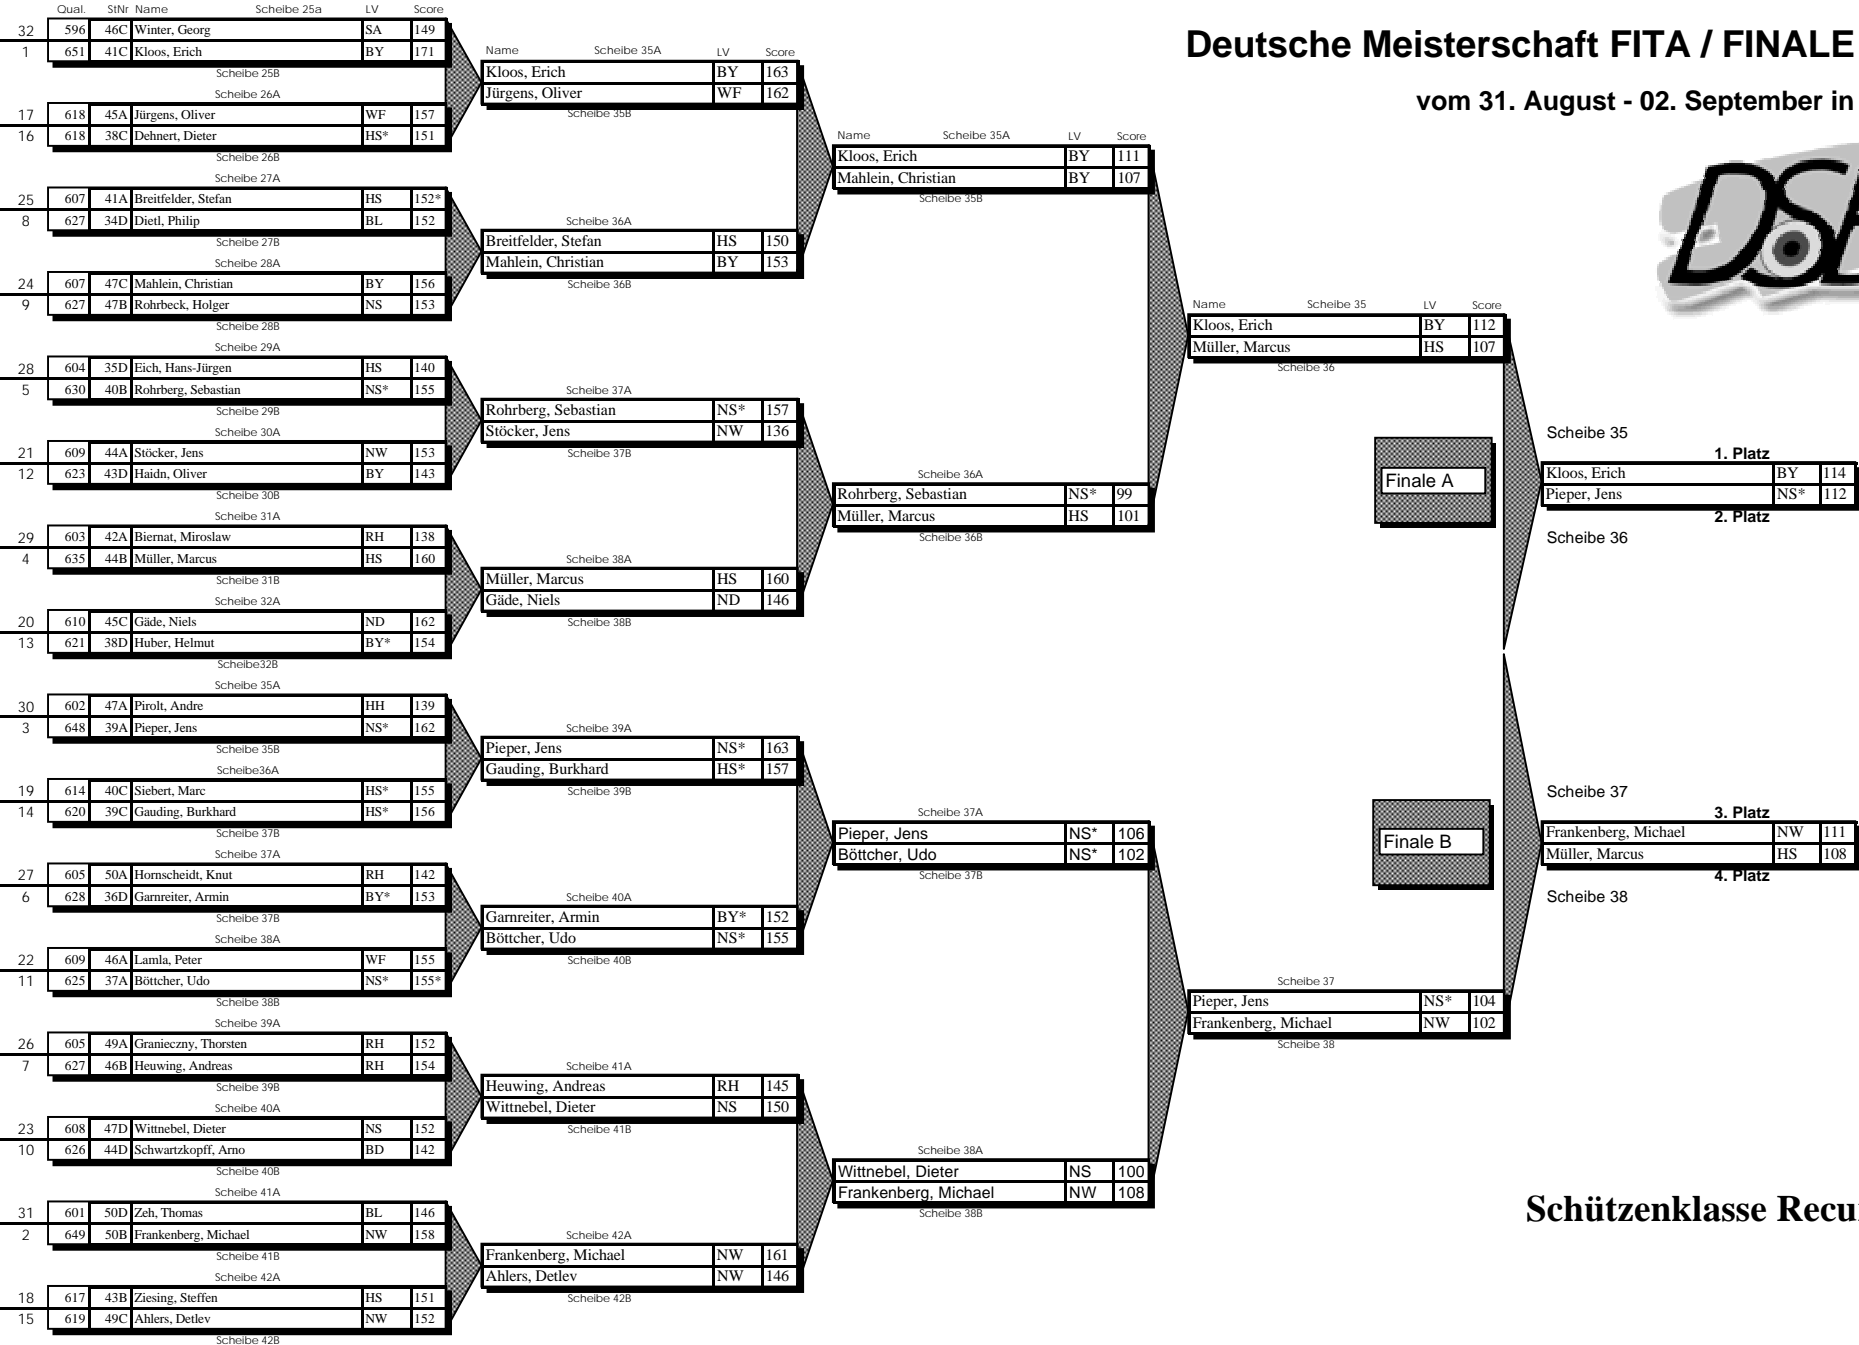 Deutsche Meisterschaft FITA / FINALE
vom 31. August - 02. September in
Qual. StNr Name Scheibe 25a LV Score
32 596 46C Winter, Georg SA 149
1 651 41C Kloos, Erich BY 171
Scheibe 25B
Scheibe 26A
17 618 45A Jürgens, Oliver WF 157
16 618 38C Dehnert, Dieter HS* 151
Scheibe 26B
Scheibe 27A
25 607 41A Breitfelder, Stefan HS 152*
8 627 34D Dietl, Philip BL 152
Scheibe 27B
Scheibe 28A
24 607 47C Mahlein, Christian BY 156
9 627 47B Rohrbeck, Holger NS 153
Scheibe 28B
Scheibe 29A
28 604 35D Eich, Hans-Jürgen HS 140
5 630 40B Rohrberg, Sebastian NS* 155
Scheibe 29B
Scheibe 30A
21 609 44A Stöcker, Jens NW 153
12 623 43D Haidn, Oliver BY 143
Scheibe 30B
Scheibe 31A
29 603 42A Biernat, Miroslaw RH 138
4 635 44B Müller, Marcus HS 160
Scheibe 31B
Scheibe 32A
20 610 45C Gäde, Niels ND 162
13 621 38D Huber, Helmut BY* 154
Scheibe32B
Scheibe 35A
30 602 47A Pirolt, Andre HH 139
3 648 39A Pieper, Jens NS* 162
Scheibe 35B
Scheibe36A
19 614 40C Siebert, Marc HS* 155
14 620 39C Gauding, Burkhard HS* 156
Scheibe 37B
Scheibe 37A
27 605 50A Hornscheidt, Knut RH 142
6 628 36D Garnreiter, Armin BY* 153
Scheibe 37B
Scheibe 38A
22 609 46A Lamla, Peter WF 155
11 625 37A Böttcher, Udo NS* 155*
Scheibe 38B
Scheibe 39A
26 605 49A Granieczny, Thorsten RH 152
7 627 46B Heuwing, Andreas RH 154
Scheibe 39B
Scheibe 40A
23 608 47D Wittnebel, Dieter NS 152
10 626 44D Schwartzkopff, Arno BD 142
Scheibe 40B
Scheibe 41A
31 601 50D Zeh, Thomas BL 146
2 649 50B Frankenberg, Michael NW 158
Scheibe 41B
Scheibe 42A
18 617 43B Ziesing, Steffen HS 151
15 619 49C Ahlers, Detlev NW 152
Scheibe 42B
Name Scheibe 35A LV Score
Kloos, Erich BY 163
Jürgens, Oliver WF 162
Scheibe 35B
Scheibe 36A
Breitfelder, Stefan HS 150
Mahlein, Christian BY 153
Scheibe 36B
Scheibe 37A
Rohrberg, Sebastian NS* 157
Stöcker, Jens NW 136
Scheibe 37B
Scheibe 38A
Müller, Marcus HS 160
Gäde, Niels ND 146
Scheibe 38B
Scheibe 39A
Pieper, Jens NS* 163
Gauding, Burkhard HS* 157
Scheibe 39B
Scheibe 40A
Garnreiter, Armin BY* 152
Böttcher, Udo NS* 155
Scheibe 40B
Scheibe 41A
Heuwing, Andreas RH 145
Wittnebel, Dieter NS 150
Scheibe 41B
Scheibe 42A
Frankenberg, Michael NW 161
Ahlers, Detlev NW 146
Scheibe 42B
Name Scheibe 35A LV Score
Kloos, Erich BY 111
Mahlein, Christian BY 107
Scheibe 35B
Scheibe 36A
Rohrberg, Sebastian NS* 99
Müller, Marcus HS 101
Scheibe 36B
Scheibe 37A
Pieper, Jens NS* 106
Böttcher, Udo NS* 102
Scheibe 37B
Scheibe 38A
Wittnebel, Dieter NS 100
Frankenberg, Michael NW 108
Scheibe 38B
Name Scheibe 35 LV Score
Kloos, Erich BY 112
Müller, Marcus HS 107
Scheibe 36
Scheibe 37
Pieper, Jens NS* 104
Frankenberg, Michael NW 102
Scheibe 38
Finale A
Scheibe 35
1. Platz
Kloos, Erich BY 114
Pieper, Jens NS* 112
2. Platz
Scheibe 36
Finale B
Scheibe 37
3. Platz
Frankenberg, Michael NW 111
Müller, Marcus HS 108
4. Platz
Scheibe 38
Schützenklasse